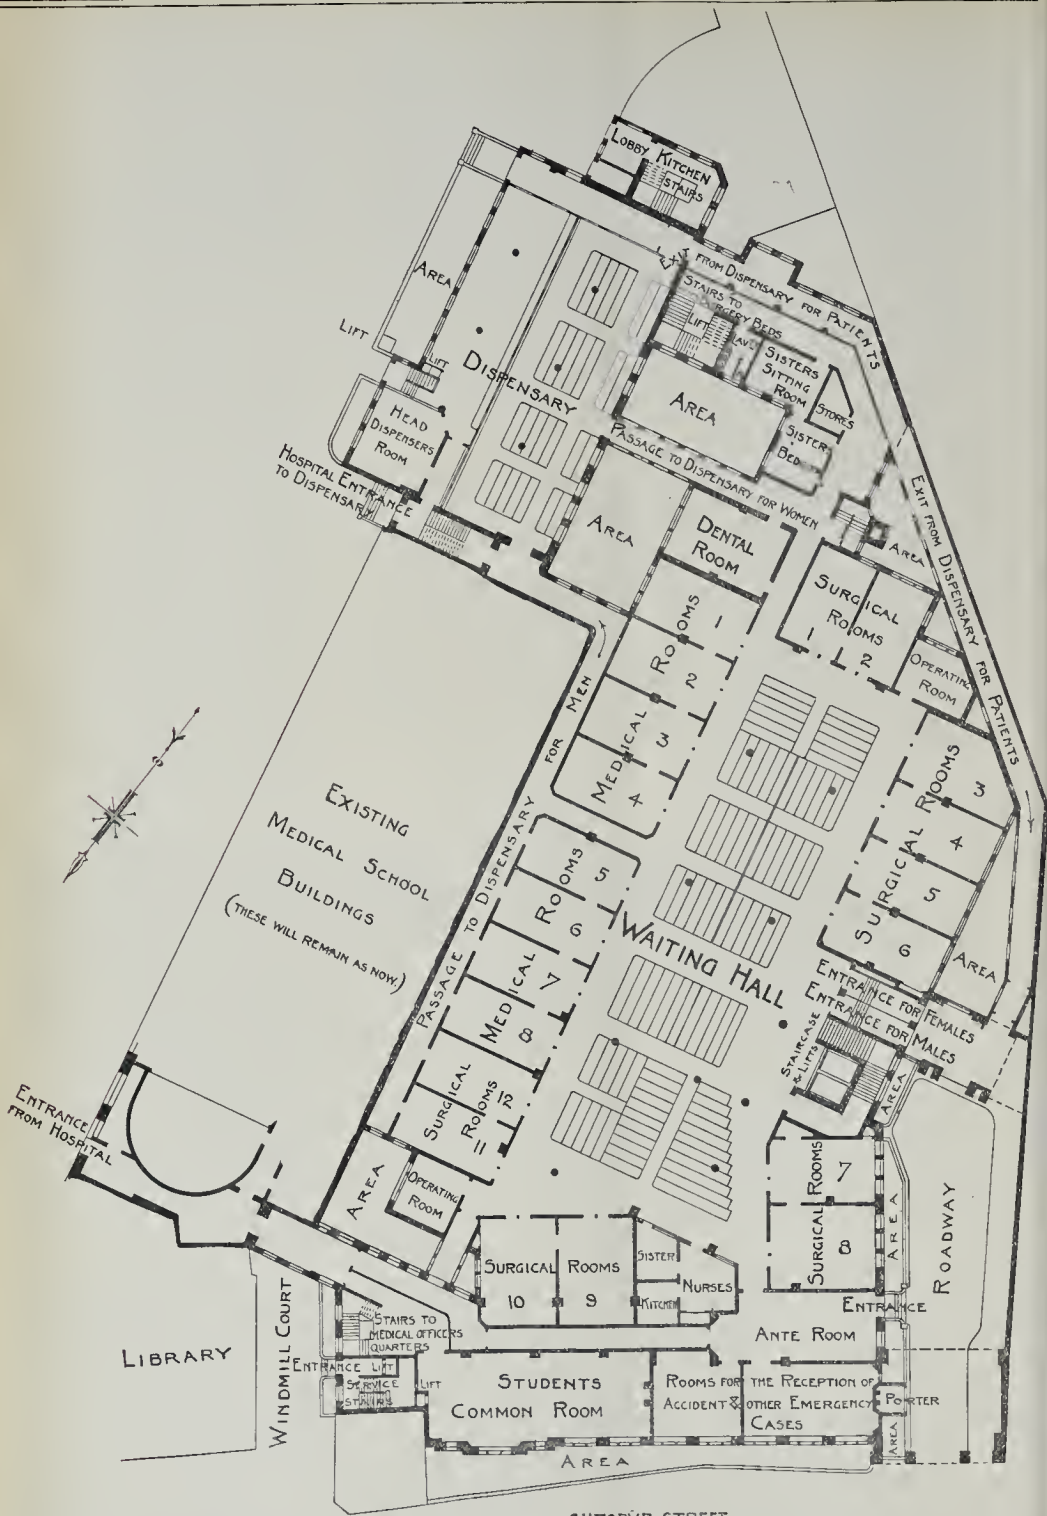 LOBBY
KITCHEN
STAIRS
AREA
LIFT
LIFT
EXIT FROM DISPENSARY FOR PATIENTS
STAIRS TO
SURGERY BEDS
LIFT
LAV.
SISTERS
SITTING
ROOM
STORES
DISPENSARY
AREA
SISTER
BED
HEAD
DISPENSERS
ROOM
HOSPITAL ENTRANCE
TO DISPENSARY
PASSAGE TO DISPENSARY FOR WOMEN
AREA
DENTAL
ROOM
AREA
EXIT FROM DISPENSARY FOR PATIENTS
SURGICAL
ROOMS
1
2
OPERATING
ROOM
MEDICAL ROOMS
1
2
3
4
SURGICAL ROOMS
3
4
5
6
AREA
EXISTING
MEDICAL SCHOOL
BUILDINGS
(THESE WILL REMAIN AS NOW.)
PASSAGE TO DISPENSARY FOR MEN
MEDICAL ROOMS
5
6
7
8
WAITING HALL
ENTRANCE FOR FEMALES
ENTRANCE FOR MALES
STAIRCASE
& LIFTS
AREA
SURGICAL
ROOMS
12
11
ENTRANCE
FROM HOSPITAL
AREA
OPERATING
ROOM
SURGICAL ROOMS
7
8
AREA
ROADWAY
SURGICAL ROOMS
10 9
SISTER
KITCHEN
NURSES
ENTRANCE
ANTE ROOM
LIBRARY
WINDMILL COURT
STAIRS TO
MEDICAL OFFICERS
QUARTERS
ENTRANCE LIFT
SERVICE
STAIRS
LIFT
STUDENTS
COMMON ROOM
ROOMS FOR THE RECEPTION OF
ACCIDENT & OTHER EMERGENCY
CASES
PORTER
AREA
AREA